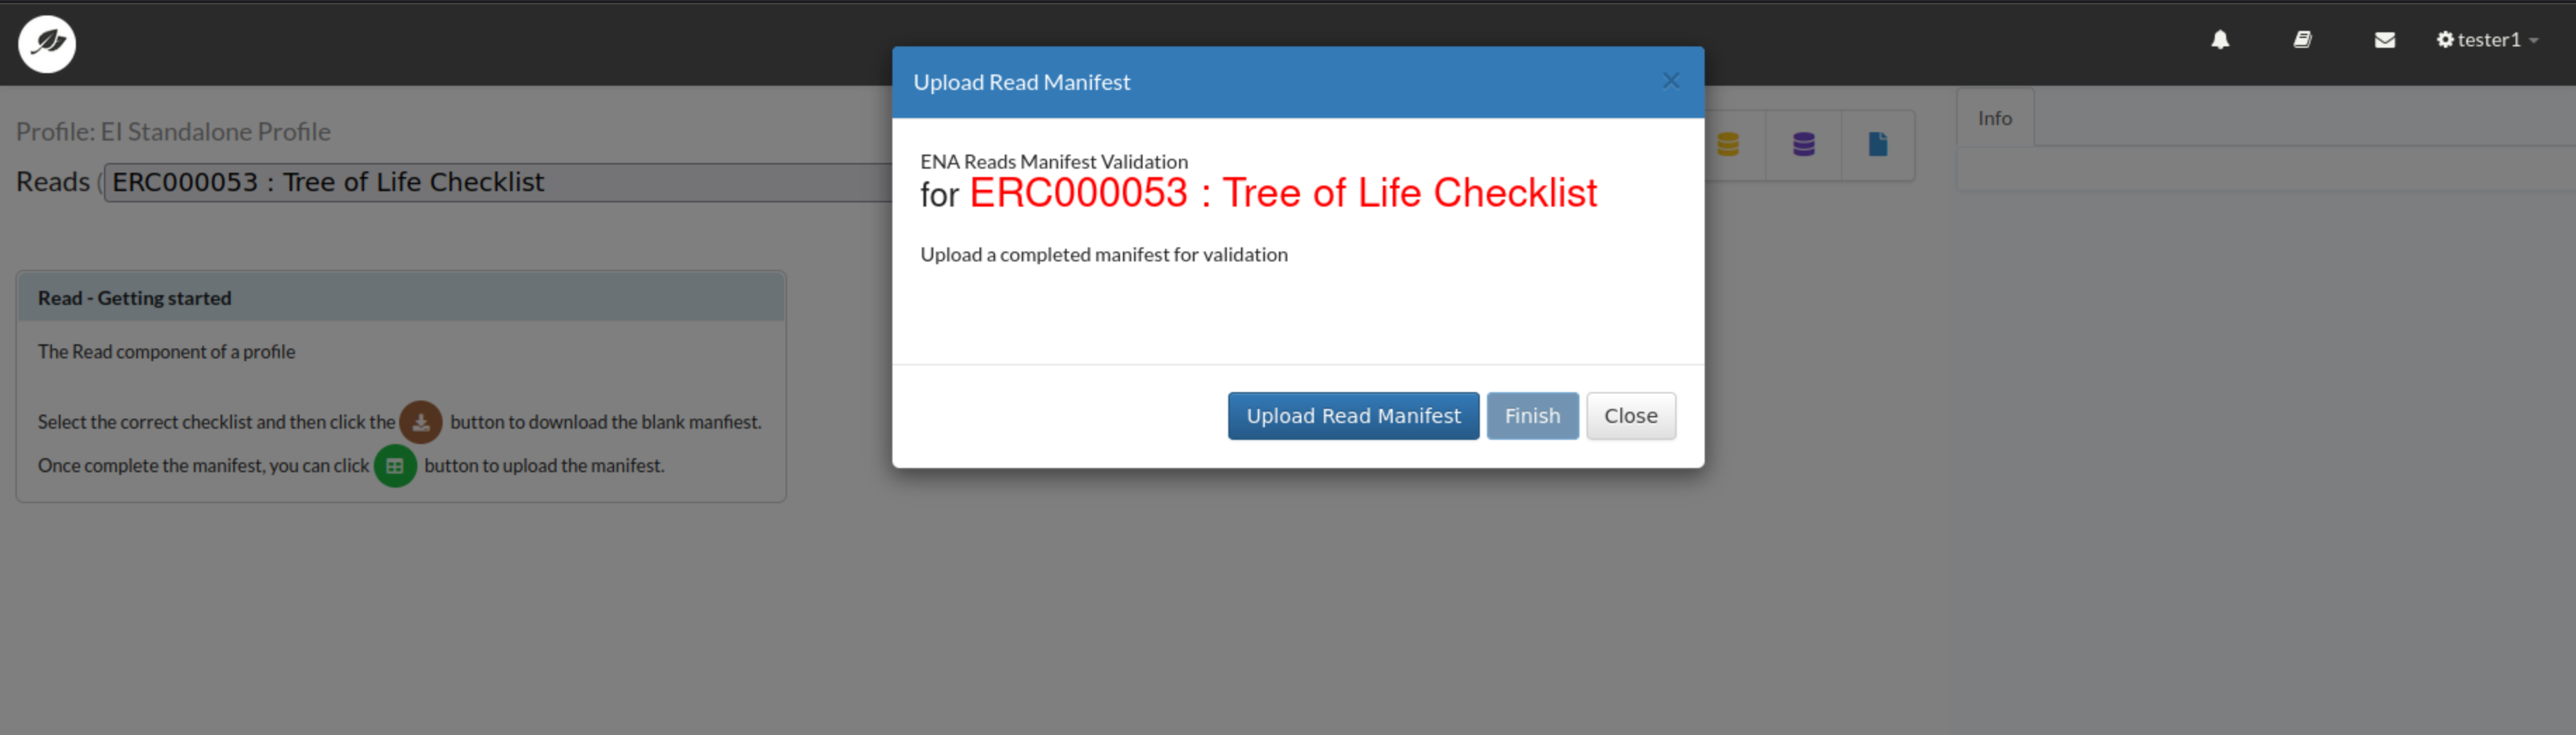 tester1
Profile: EI Standalone Profile
Reads (ERC000053 : Tree of Life Checklist
Info
Read - Getting started
The Read component of a profile
Select the correct checklist and then click the button to download the blank manfiest.
Once complete the manifest, you can click button to upload the manifest.
Upload Read Manifest
×
ENA Reads Manifest Validation
for ERC000053 : Tree of Life Checklist
Upload a completed manifest for validation
Upload Read Manifest Finish Close